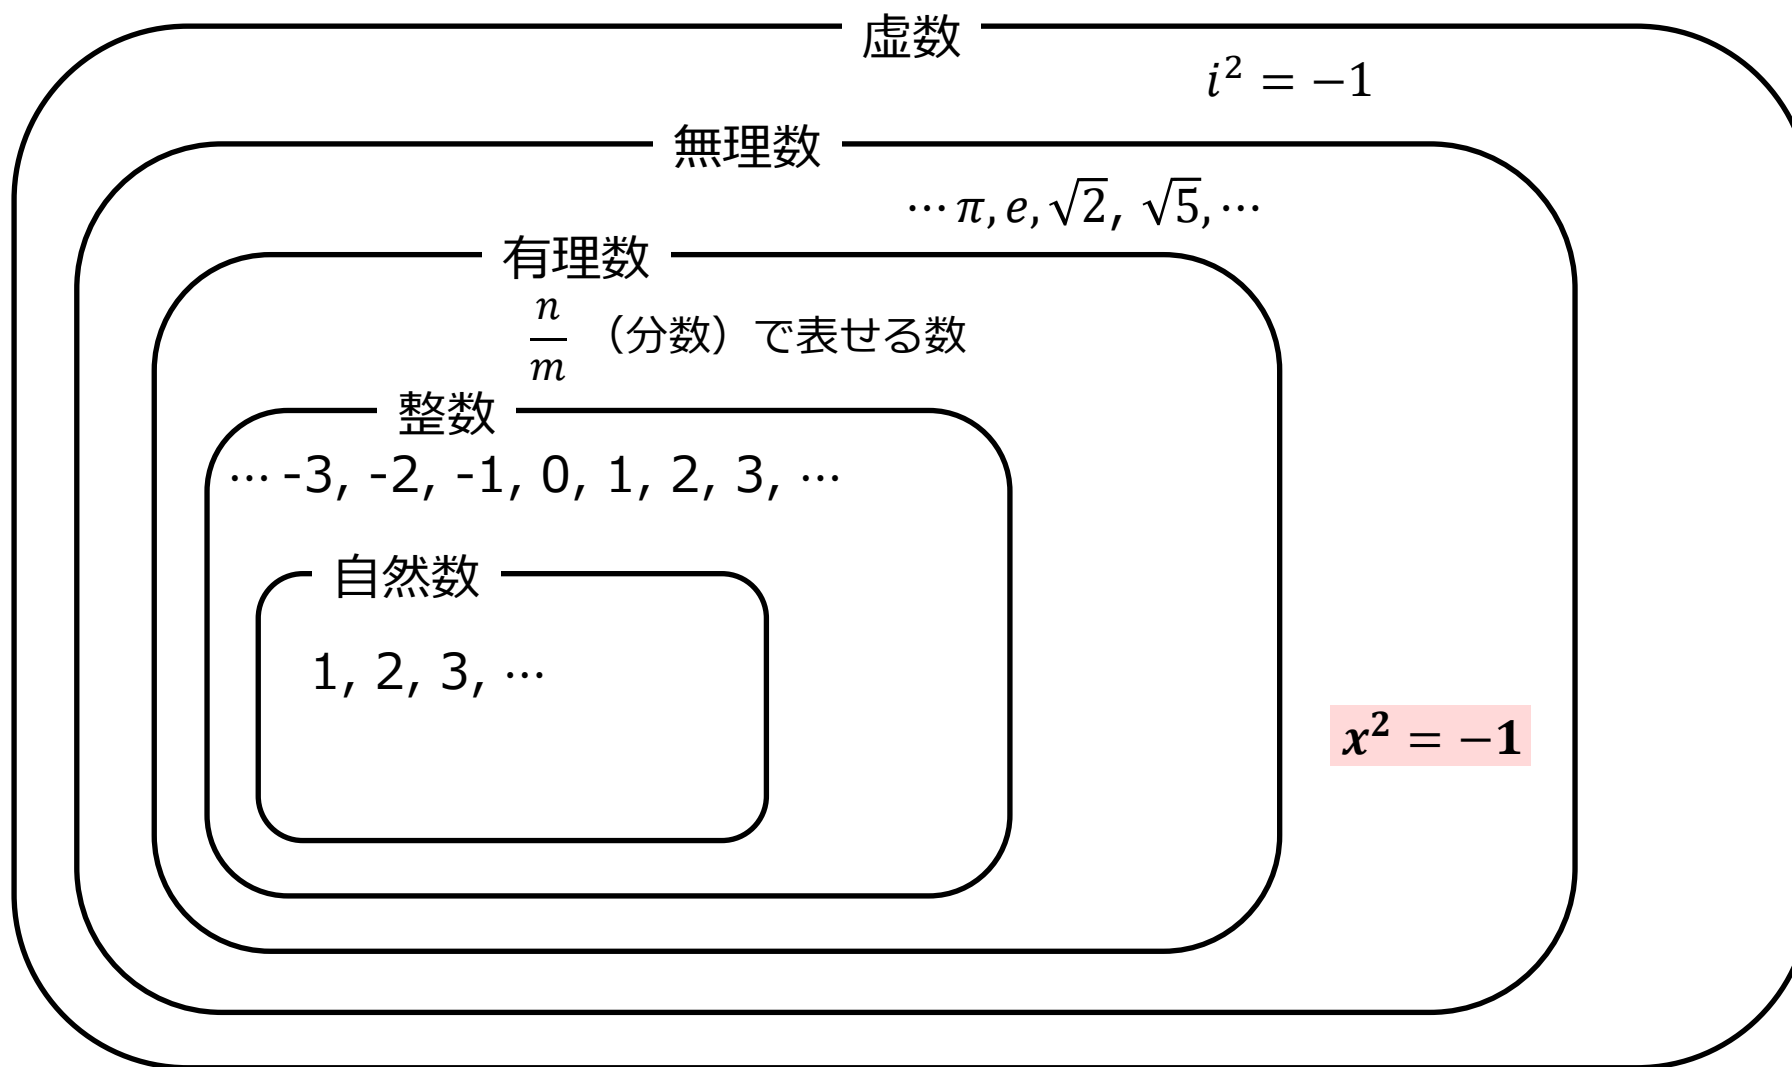 虚数
i² = −1
無理数
⋯ π, e, √2, √5, ⋯
有理数
n/m （分数）で表せる数
整数
⋯ -3, -2, -1, 0, 1, 2, 3, ⋯
自然数
1, 2, 3, ⋯
x² = −1